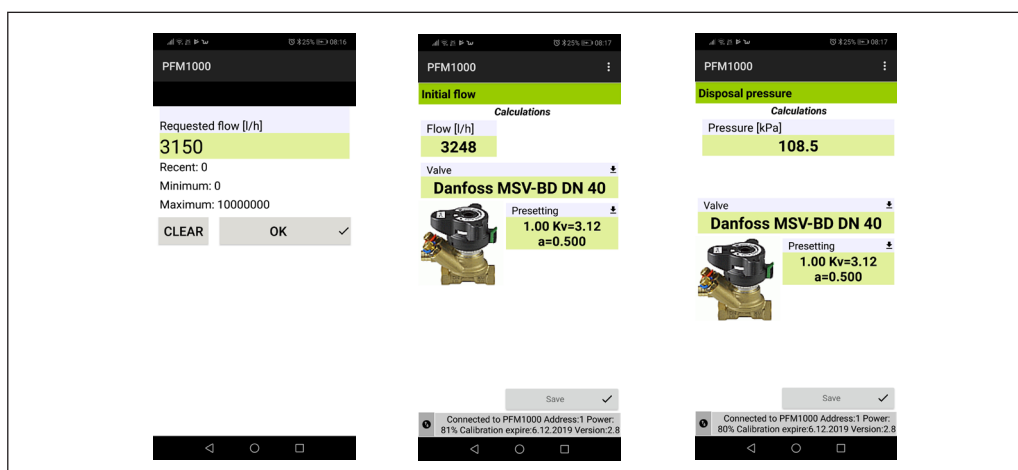 25% 08:16
PFM1000
Requested flow [l/h]
3150
Recent: 0
Minimum: 0
Maximum: 10000000
CLEAR OK
25% 08:17
PFM1000
Initial flow
Calculations
Flow [l/h]
3248
Valve
Danfoss MSV-BD DN 40
Presetting
1.00 Kv=3.12
a=0.500
Save
Connected to PFM1000 Address:1 Power:
81% Calibration expire:6.12.2019 Version:2.8
25% 08:17
PFM1000
Disposal pressure
Calculations
Pressure [kPa]
108.5
Valve
Danfoss MSV-BD DN 40
Presetting
1.00 Kv=3.12
a=0.500
Save
Connected to PFM1000 Address:1 Power:
80% Calibration expire:6.12.2019 Version:2.8